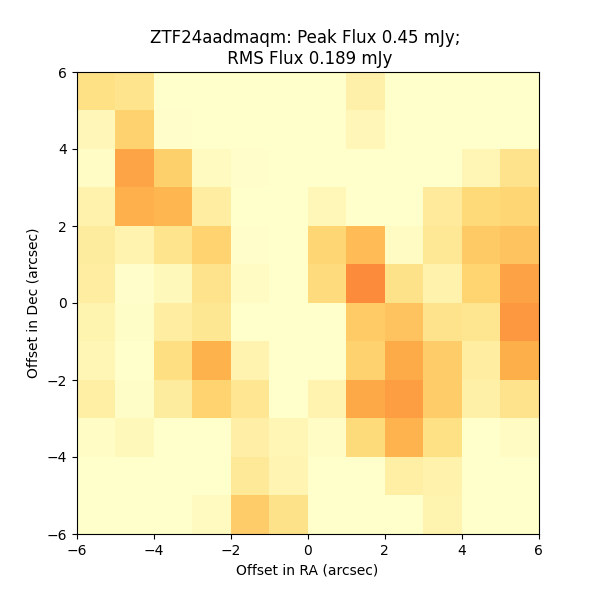 ZTF24aadmaqm: Peak Flux 0.45 mJy;
RMS Flux 0.189 mJy
6
4
2
0
−2
−4
−6
Offset in Dec (arcsec)
−6 −4 −2 0 2 4 6
Offset in RA (arcsec)